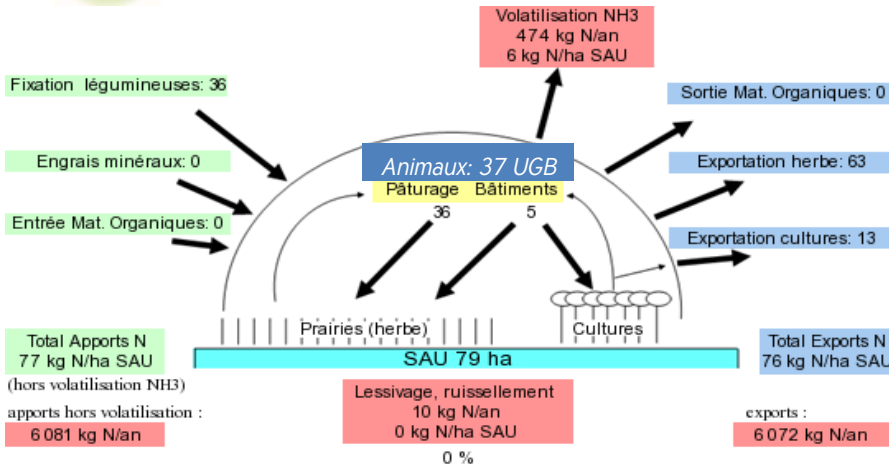 Volatilisation NH3
474 kg N/an
6 kg N/ha SAU
Fixation légumineuses: 36
Sortie Mat. Organiques: 0
Engrais minéraux: 0
Animaux: 37 UGB
Exportation herbe: 63
Pâturage Bâtiments
36 5
Entrée Mat. Organiques: 0
Exportation cultures: 13
Prairies (herbe)
Cultures
Total Apports N
77 kg N/ha SAU
SAU 79 ha
Total Exports N
76 kg N/ha SAU
(hors volatilisation NH3)
apports hors volatilisation :
6 081 kg N/an
Lessivage, ruissellement
10 kg N/an
0 kg N/ha SAU
0 %
exports :
6 072 kg N/an